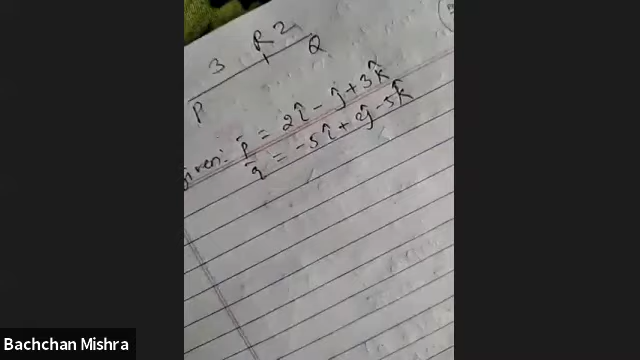 3 R 2
P Q
given: p̄ = 2î - ĵ + 3k̂
q̄ = -5î + 2ĵ - 5k̂
Bachchan Mishra